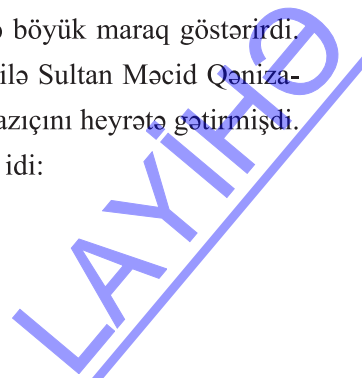 ə böyük maraq göstərirdi.
ilə Sultan Məcid Qəniza-
azıçını heyrətə gətirmişdi.
idi:
LAYİHƏ